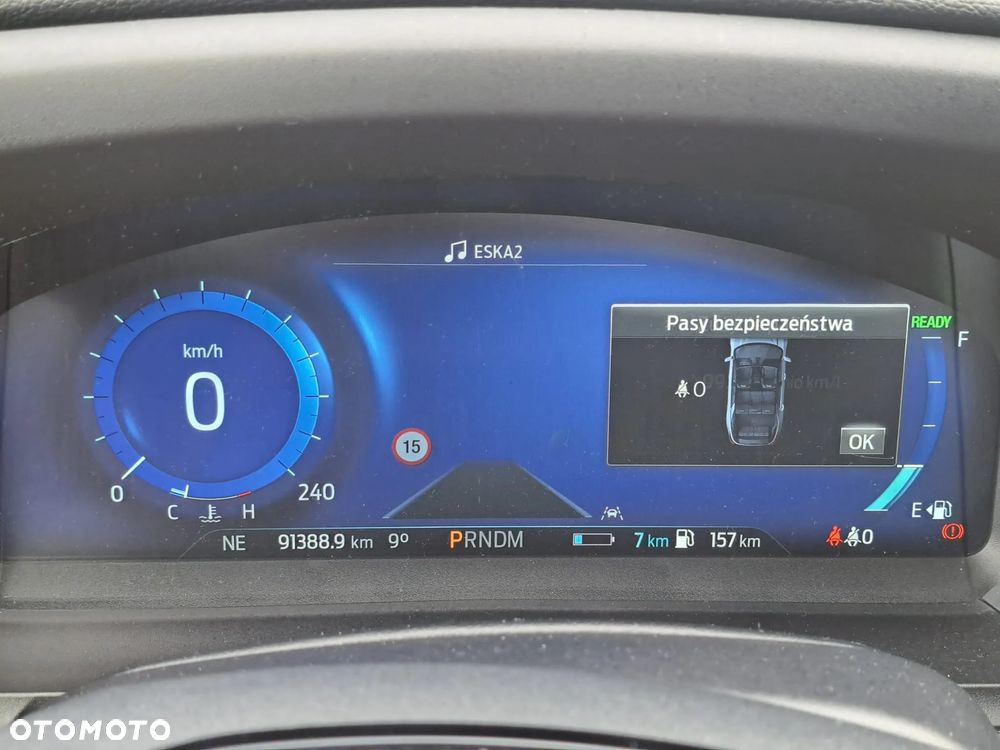 ESKA2
Pasy bezpieczeństwa
READY
F
km/h
0
0
OK
15
0
240
C
H
E
NE
91388.9 km
9°
PRNDM
7 km
157 km
0
OTOMOTO